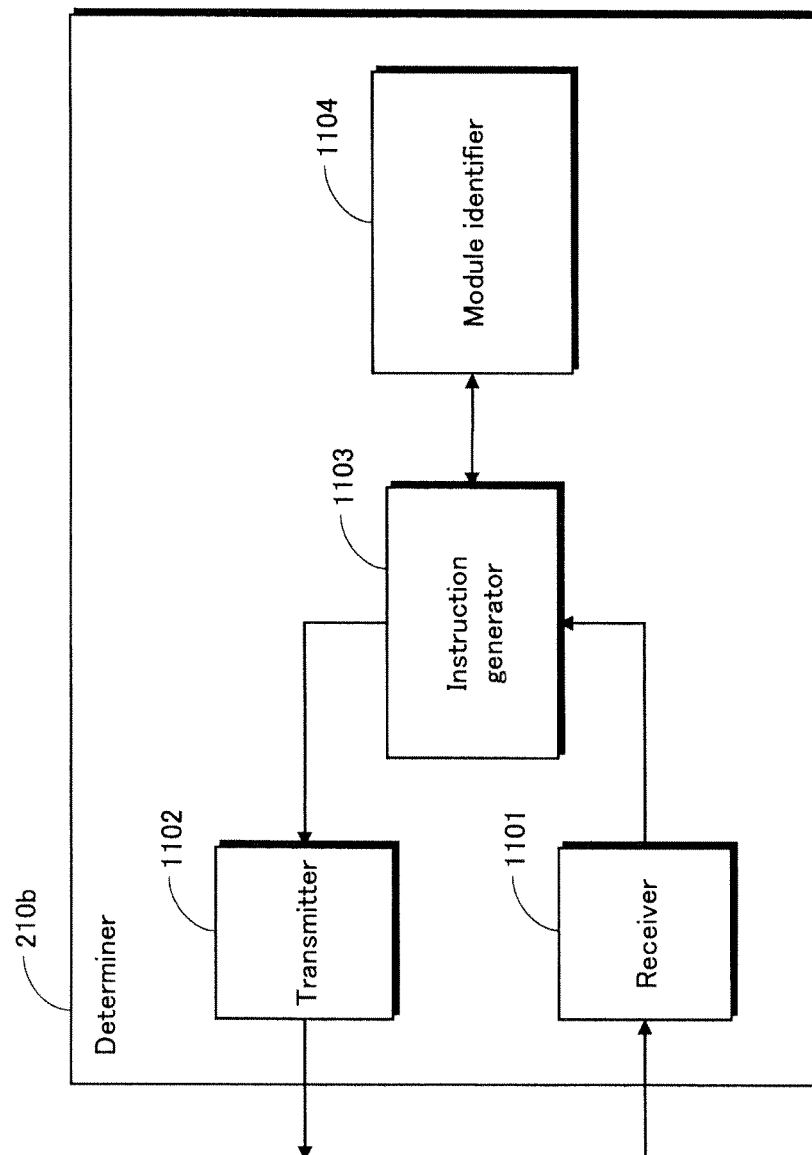 210b
Determiner
1102
Transmitter
1103
Instruction
generator
1104
Module identifier
1101
Receiver